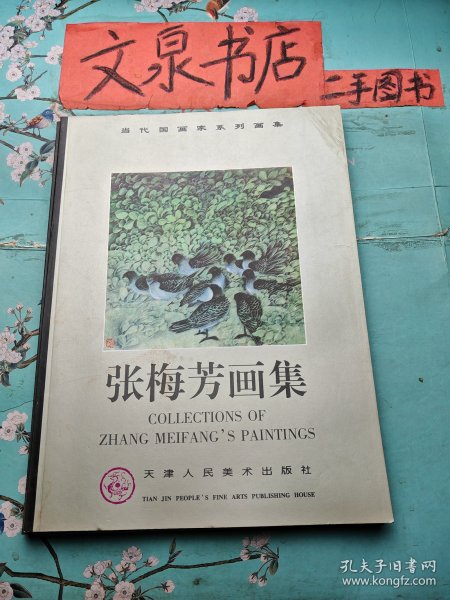 文泉书店
二手图书
当代国画家系列画集
张梅芳画集
COLLECTIONS OF
ZHANG MEIFANG'S PAINTINGS
天津人民美术出版社
TIAN JIN PEOPLE'S FINE ARTS PUBLISHING HOUSE
孔夫子旧书网
www.kongfz.com